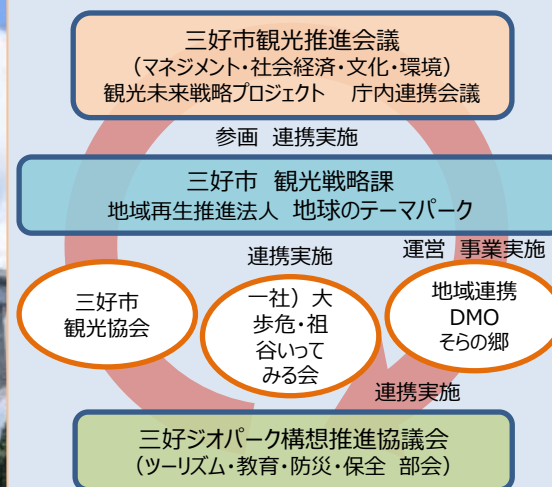 三好市観光推進会議
（マネジメント・社会経済・文化・環境）
観光未来戦略プロジェクト　庁内連携会議
参画 連携実施
三好市 観光戦略課
地域再生推進法人 地球のテーマパーク
連携実施
運営 事業実施
三好市
観光協会
一社）大
歩危・祖
谷いって
みる会
地域連携
DMO
そらの郷
連携実施
三好ジオパーク構想推進協議会
（ツーリズム・教育・防災・保全 部会）